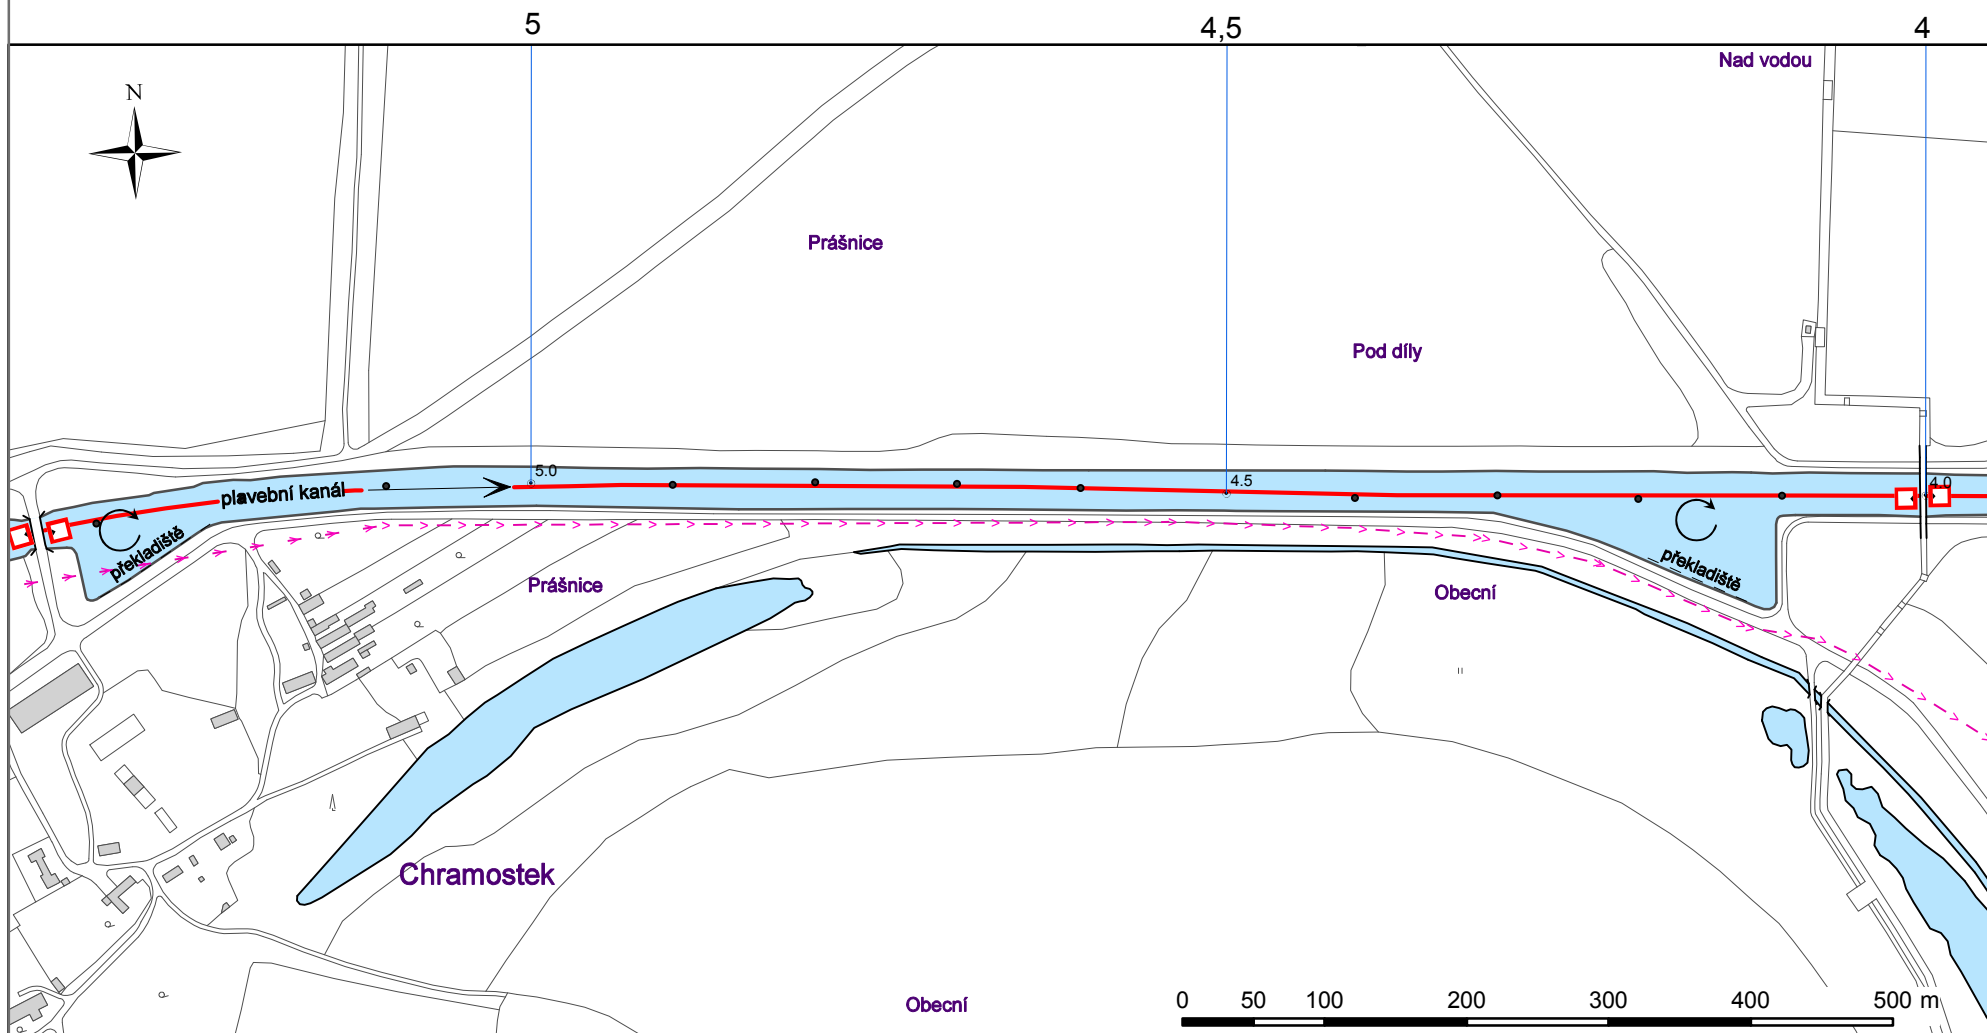 5 4,5 4
Nad vodou
N
Prášnice
Pod díly
5.0
4.5
4.0
plavební kanál
překladiště
překladiště
Prášnice
Obecní
Chramostek
Obecní
0 50 100 200 300 400 500 m